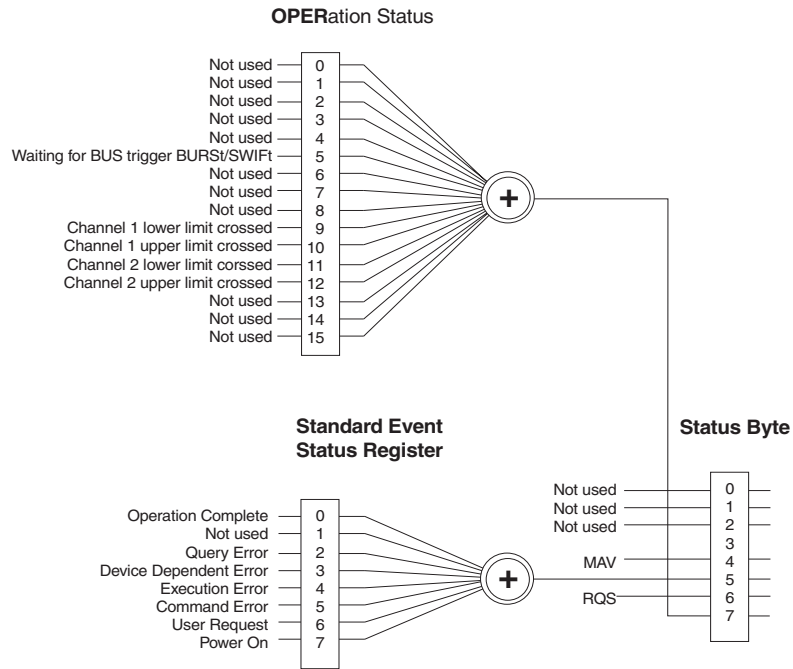 OPERation Status
Not used 0
Not used 1
Not used 2
Not used 3
Not used 4
Waiting for BUS trigger BURSt/SWIFt 5
Not used 6
Not used 7
Not used 8
Channel 1 lower limit crossed 9
Channel 1 upper limit crossed 10
Channel 2 lower limit corssed 11
Channel 2 upper limit crossed 12
Not used 13
Not used 14
Not used 15
+
Standard Event
Status Register
Operation Complete 0
Not used 1
Query Error 2
Device Dependent Error 3
Execution Error 4
Command Error 5
User Request 6
Power On 7
+
Status Byte
Not used 0
Not used 1
Not used 2
3
MAV 4
5
RQS 6
7